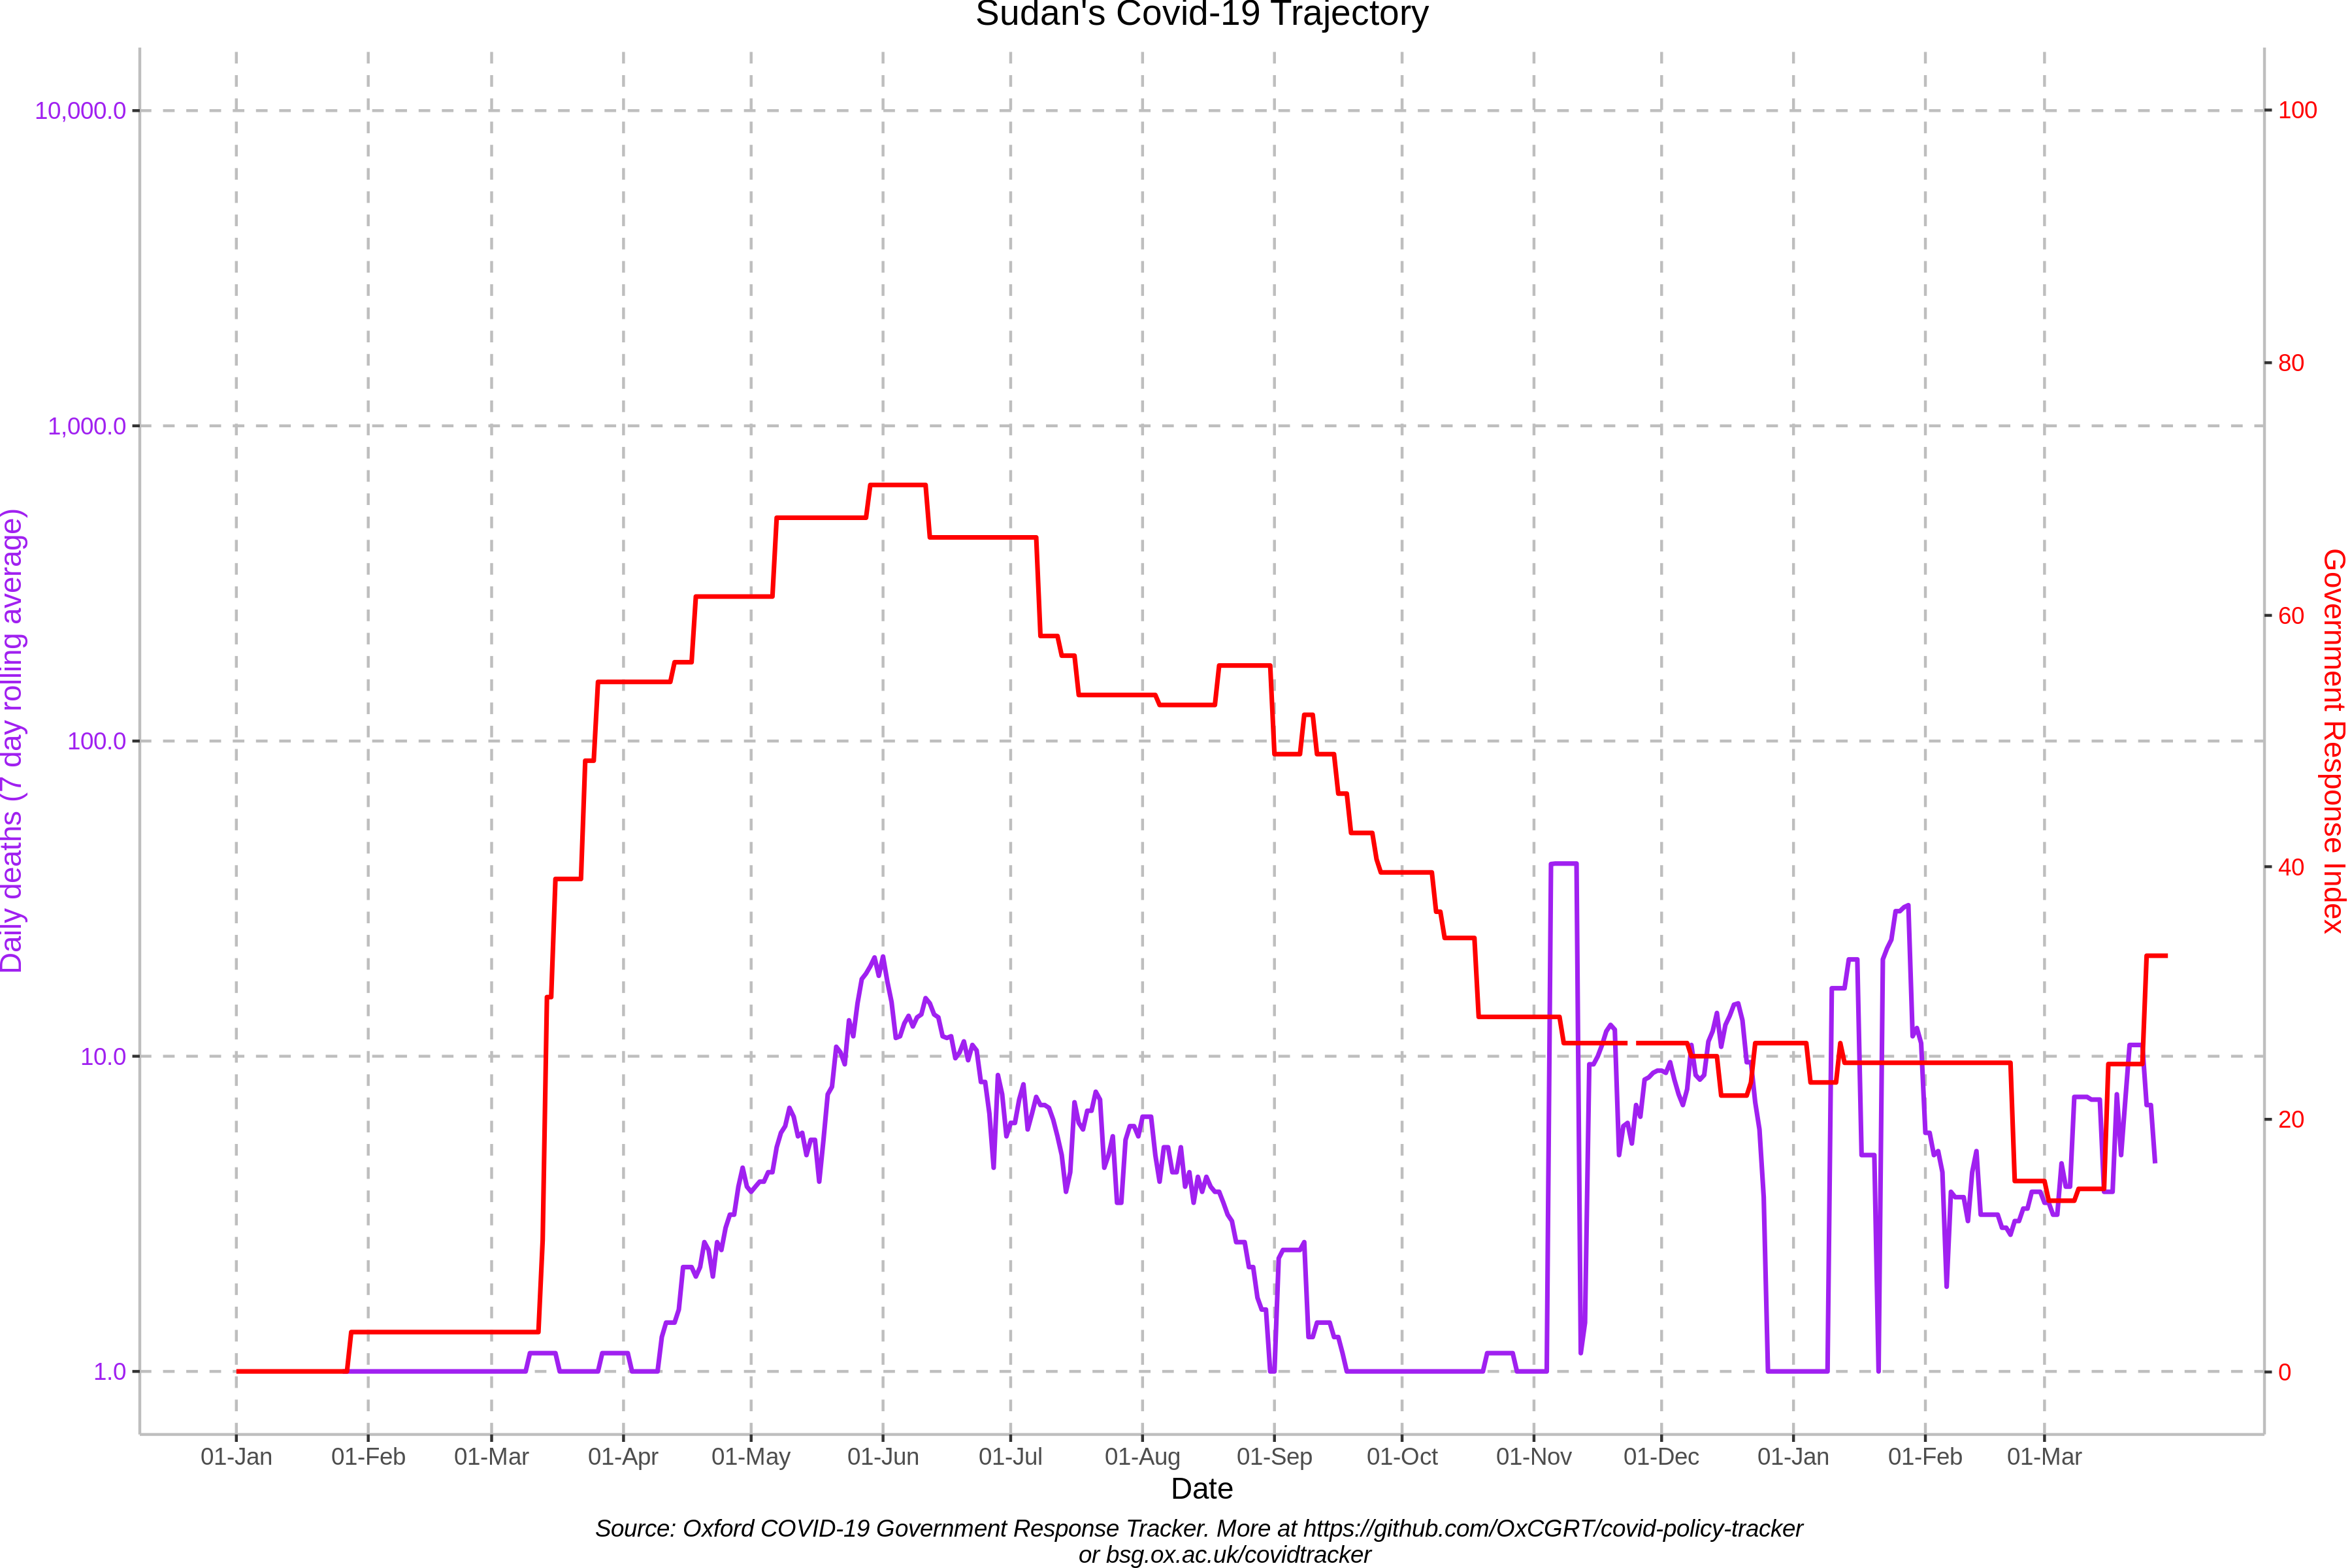 Sudan's Covid-19 Trajectory
10,000.0
1,000.0
100.0
10.0
1.0
Daily deaths (7 day rolling average)
100
80
60
40
20
0
Government Response Index
01-Jan 01-Feb 01-Mar 01-Apr 01-May 01-Jun 01-Jul 01-Aug 01-Sep 01-Oct 01-Nov 01-Dec 01-Jan 01-Feb 01-Mar
Date
Source: Oxford COVID-19 Government Response Tracker. More at https://github.com/OxCGRT/covid-policy-tracker
or bsg.ox.ac.uk/covidtracker